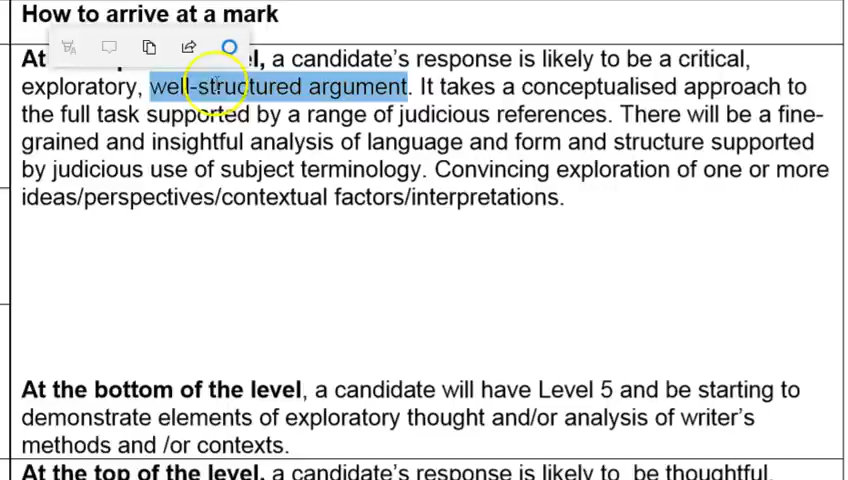 How to arrive at a mark
At l, a candidate's response is likely to be a critical,
exploratory, well-structured argument. It takes a conceptualised approach to
the full task supported by a range of judicious references. There will be a fine-
grained and insightful analysis of language and form and structure supported
by judicious use of subject terminology. Convincing exploration of one or more
ideas/perspectives/contextual factors/interpretations.
At the bottom of the level, a candidate will have Level 5 and be starting to
demonstrate elements of exploratory thought and/or analysis of writer's
methods and /or contexts.
At the top of the level, a candidate's response is likely to be thoughtful,